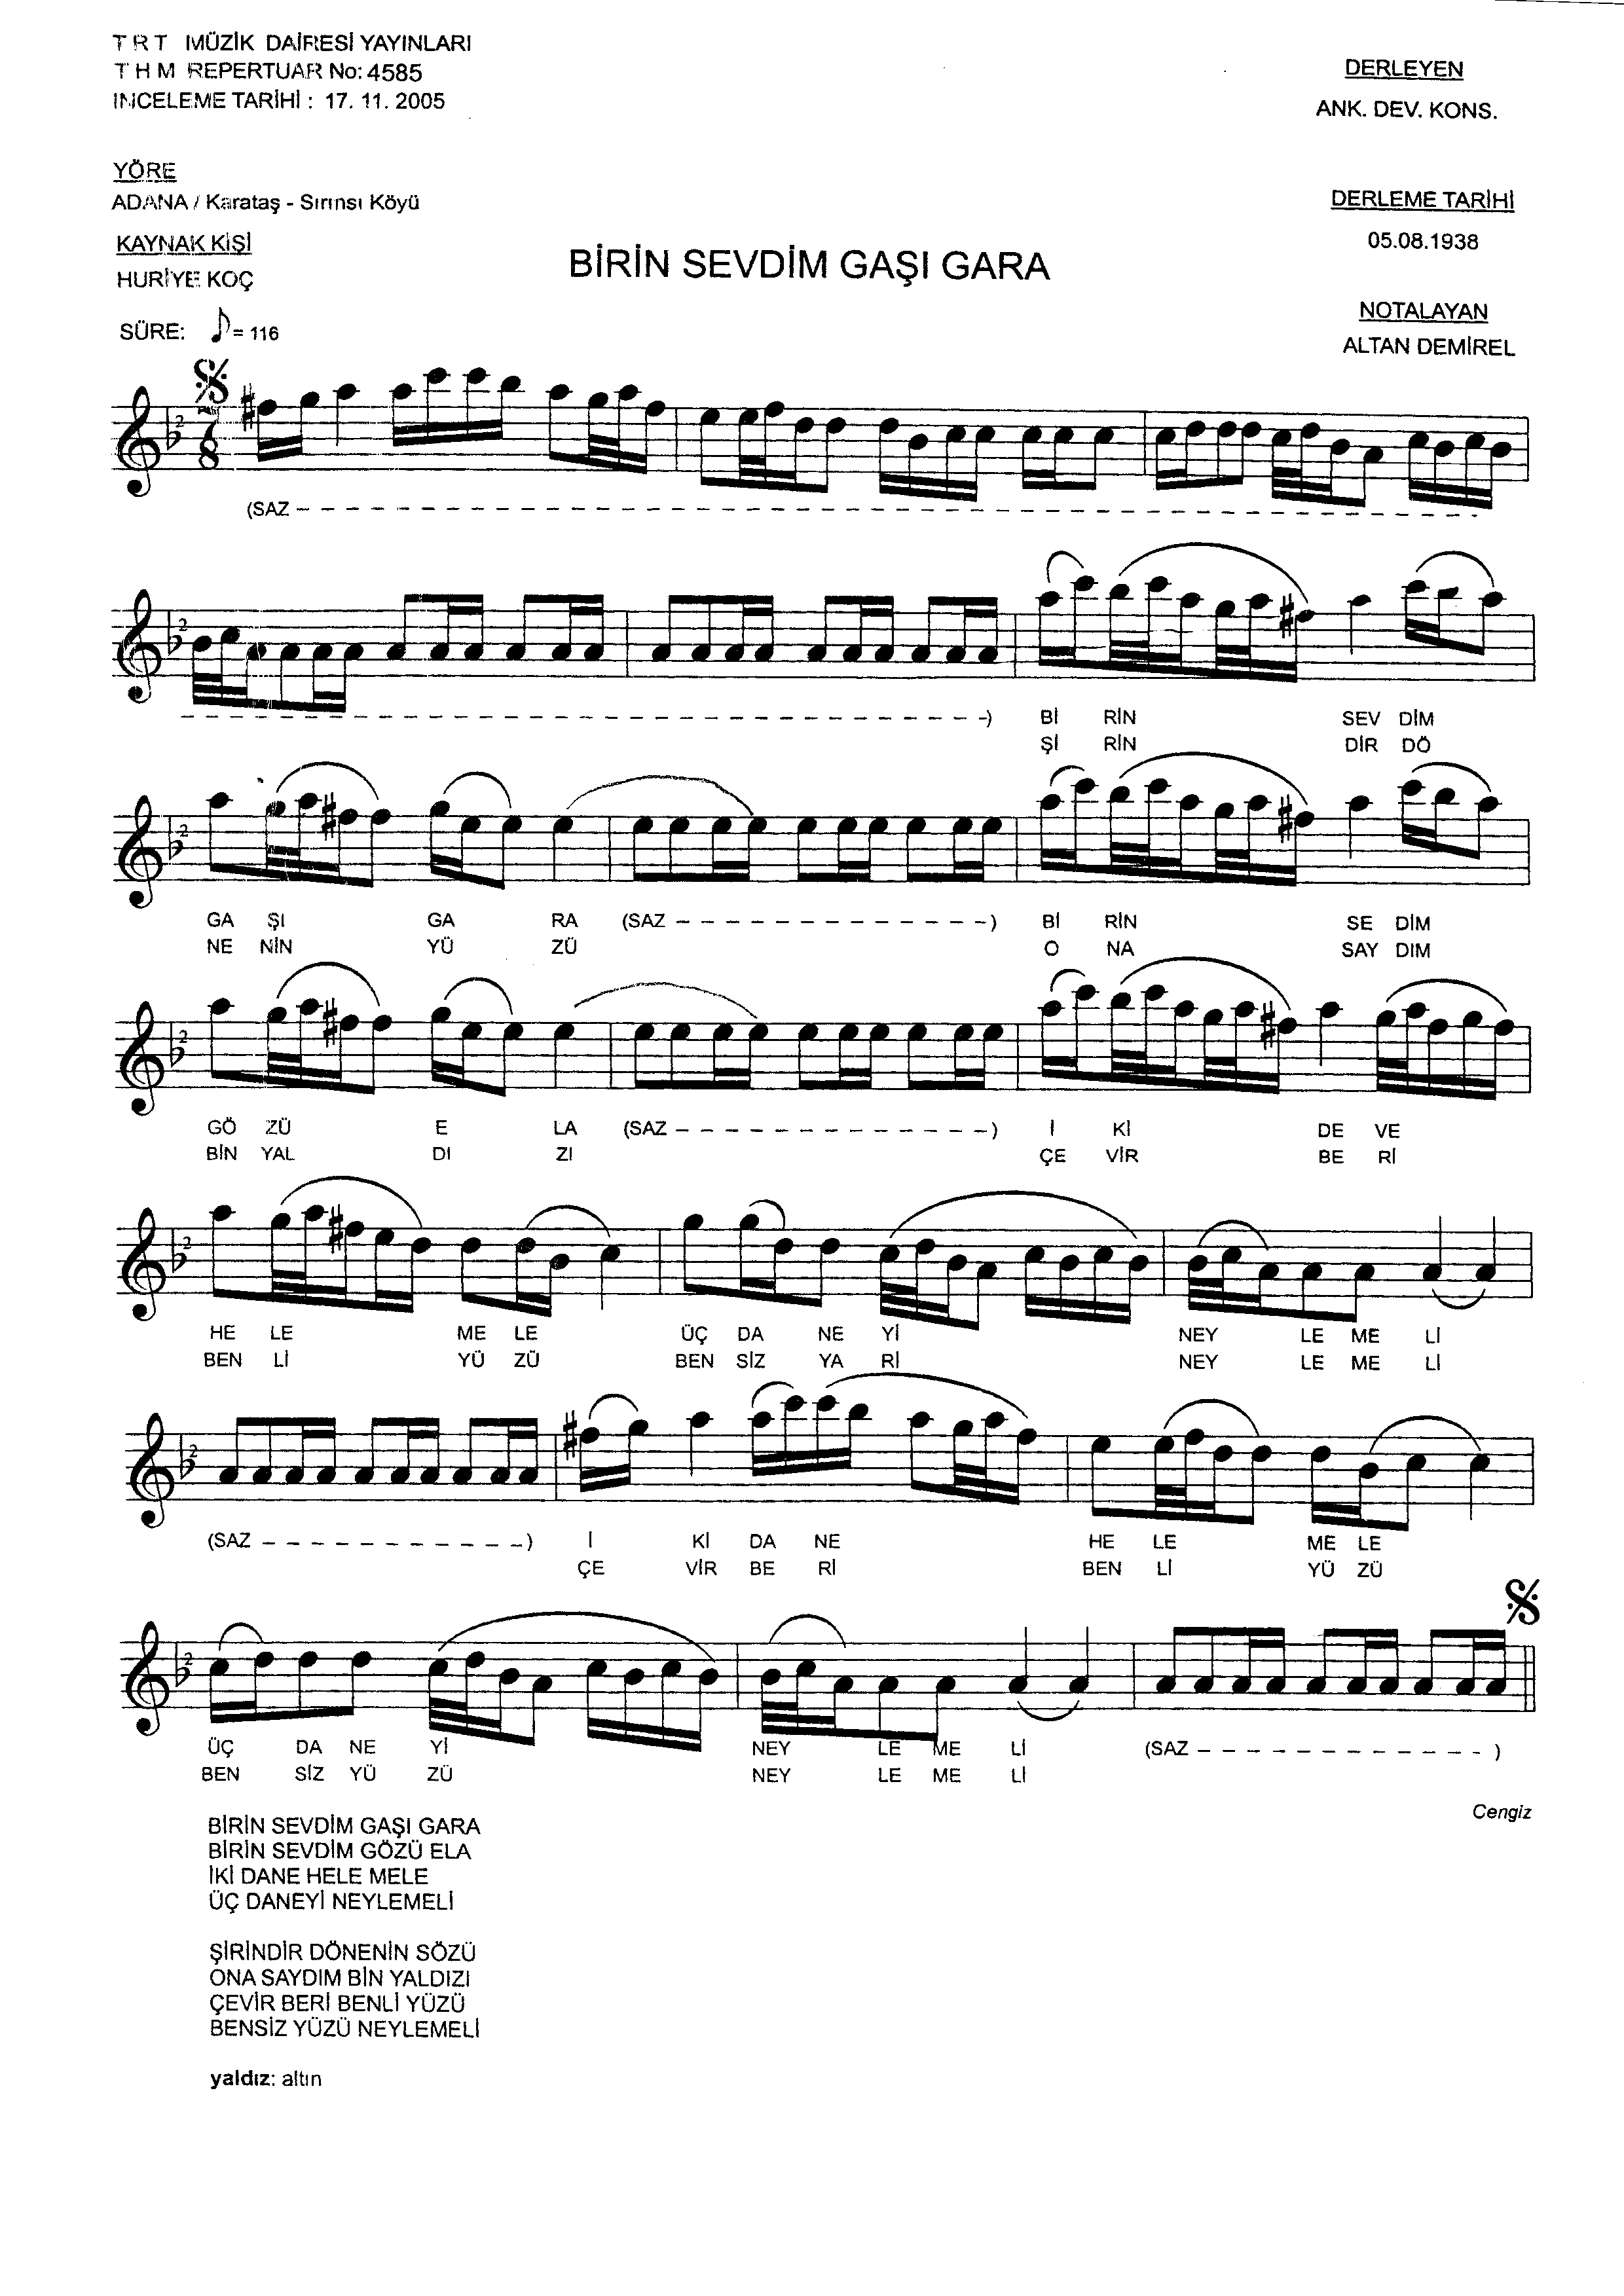 TRT MÜZİK DAİRESİ YAYINLARI
THM REPERTUAR No: 4585
İNCELEME TARİHİ : 17. 11. 2005
DERLEYEN
ANK. DEV. KONS.
YÖRE
ADANA / Karataş - Sırınsı Köyü
DERLEME TARİHİ
05.08.1938
KAYNAK KİŞİ
HURİYE KOÇ
BİRİN SEVDİM GAŞI GARA
NOTALAYAN
ALTAN DEMİREL
SÜRE: ♪= 116
7
8
(SAZ
)
Bİ RİN SEV DİM
Şİ RİN DİR DÖ
GA ŞI GA RA (SAZ ) Bİ RİN SE DİM
NE NİN YÜ ZÜ O NA SAY DIM
GÖ ZÜ E LA (SAZ ) İ Kİ DE VE
BİN YAL DI ZI ÇE VİR BE Rİ
HE LE ME LE ÜÇ DA NE Yİ NEY LE ME Lİ
BEN Lİ YÜ ZÜ BEN SİZ YA Rİ NEY LE ME Lİ
(SAZ ) İ Kİ DA NE HE LE ME LE
ÇE VİR BE Rİ BEN Lİ YÜ ZÜ
ÜÇ DA NE Yİ NEY LE ME Lİ (SAZ )
BEN SİZ YÜ ZÜ NEY LE ME Lİ
Cengiz
BİRİN SEVDİM GAŞI GARA
BİRİN SEVDİM GÖZÜ ELA
İKİ DANE HELE MELE
ÜÇ DANEYİ NEYLEMELİ
ŞİRİNDİR DÖNENİN SÖZÜ
ONA SAYDIM BİN YALDIZI
ÇEVİR BERİ BENLİ YÜZÜ
BENSİZ YÜZÜ NEYLEMELİ
yaldız: altın